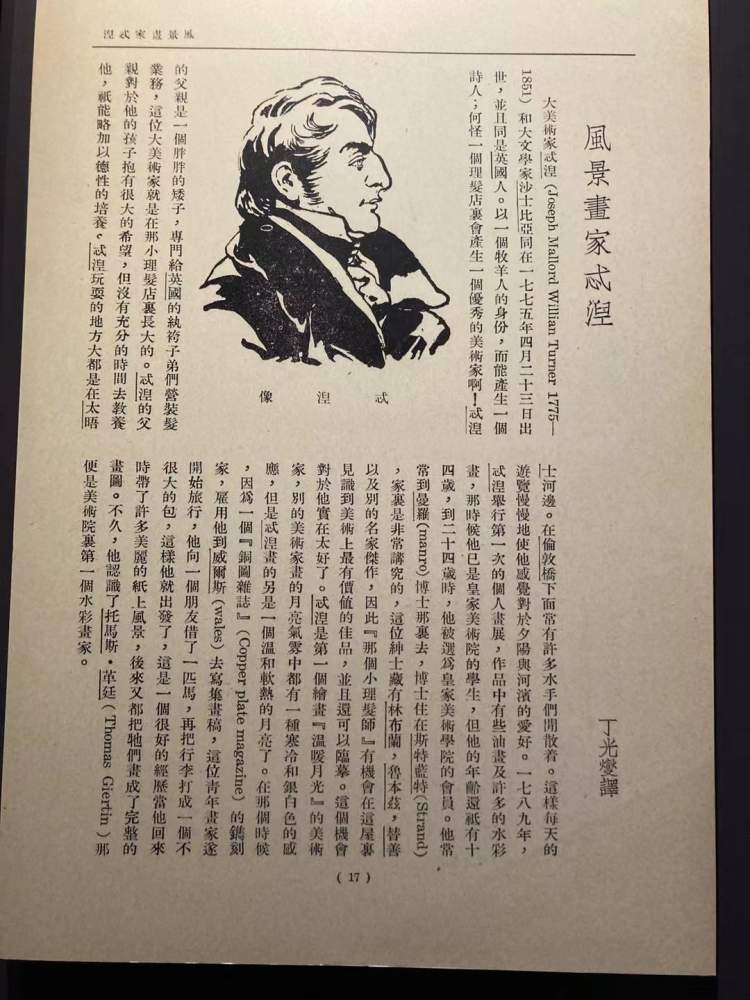 風景畫家忒湼
風景畫家忒湼
丁光燮譯
大美術家忒湼 (Joseph Mallord Willian Turner 1775—
1851) 和大文學家沙士比亞同在一七七五年四月二十三日出
世，並且同是英國人。以一個牧羊人的身份，而能產生一個
詩人；何怪一個理髮店裏會產生一個優秀的美術家啊！忒湼
忒湼像
的父親是一個胖胖的矮子，專門給英國的紈袴子弟們營裝髮
業務，這位大美術家就是在那小理髮店裏長大的。忒湼的父
親對於他的孩子抱有很大的希望，但沒有充分的時間去教養
他，祇能略加以德性的培養。忒湼玩耍的地方大都是在太晤
士河邊。在倫敦橋下面常有許多水手們閒散着。這樣每天的
遊覽慢慢地使他感覺對於夕陽與河濱的愛好。一七八九年，
忒湼舉行第一次的個人畫展，作品中有些油畫及許多的水彩
畫，那時候他已是皇家美術院的學生，但他的年齡還祇有十
四歲，到二十四歲時，他被選爲皇家美術學院的會員。他常
常到曼羅(manro)博士那裏去，博士住在斯特藍特(Strand)
，家裏是非常講究的，這位紳士藏有林布蘭，魯本茲，替善
以及別的名家傑作，因此『那個小理髮師』有機會在這屋裏
見識到美術上最有價値的佳品，並且還可以臨摹。這個機會
對於他實在太好了。忒湼是第一個繪畫『溫暖月光』的美術
家，別的美術家畫的月亮氣雰中都有一種寒冷和銀白色的感
應，但是忒湼畫的另是一個溫和軟熱的月亮了。在那個時候
，因爲一個『銅圖雜誌』((Copper plate magazine) 的鐫刻
家，雇用他到威爾斯(wales)去寫集畫稿，這位青年畫家遂
開始旅行，他向一個朋友借了一匹馬，再把行李打成一個不
很大的包，這樣他就出發了，這是一個很好的經歷當他回來
時帶了許多美麗的紙上風景，後來又都把牠們畫成了完整的
畫圖。不久，他認識了托馬斯·革廷(Thomas Giertin) 那
便是美術院裏第一個水彩畫家。
( 17 )